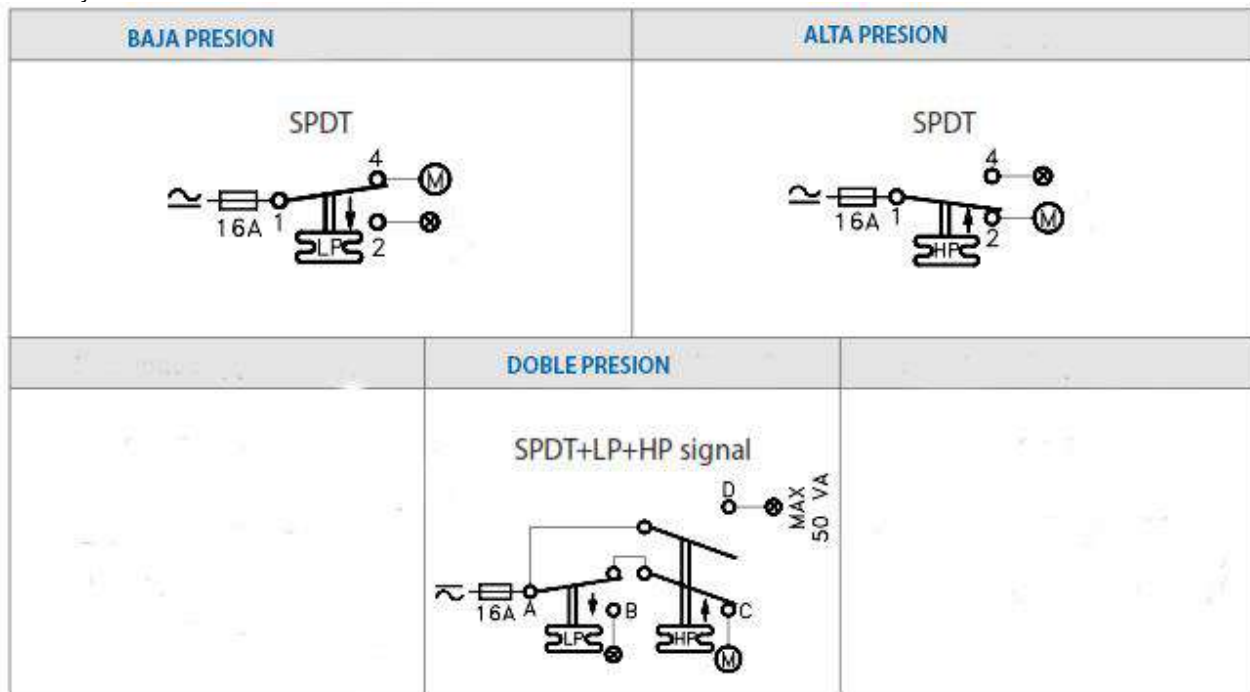 BAJA PRESION
ALTA PRESION
SPDT
4
M
16A 1
LP 2
SPDT
4
16A 1
2 M
HP
DOBLE PRESION
SPDT+LP+HP signal
D
MAX
50 VA
16A A
B
C
LP
HP
M